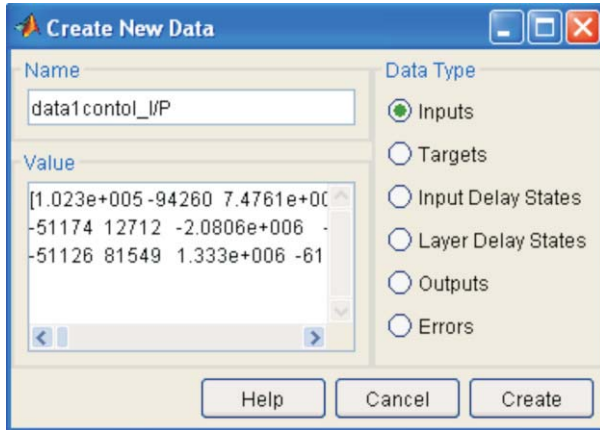 Create New Data
Name
data1contol_I/P
Value
[1.023e+005 -94260 7.4761e+00
-51174 12712 -2.0806e+006 -
-51126 81549 1.333e+006 -61
Data Type
Inputs
Targets
Input Delay States
Layer Delay States
Outputs
Errors
Help Cancel Create